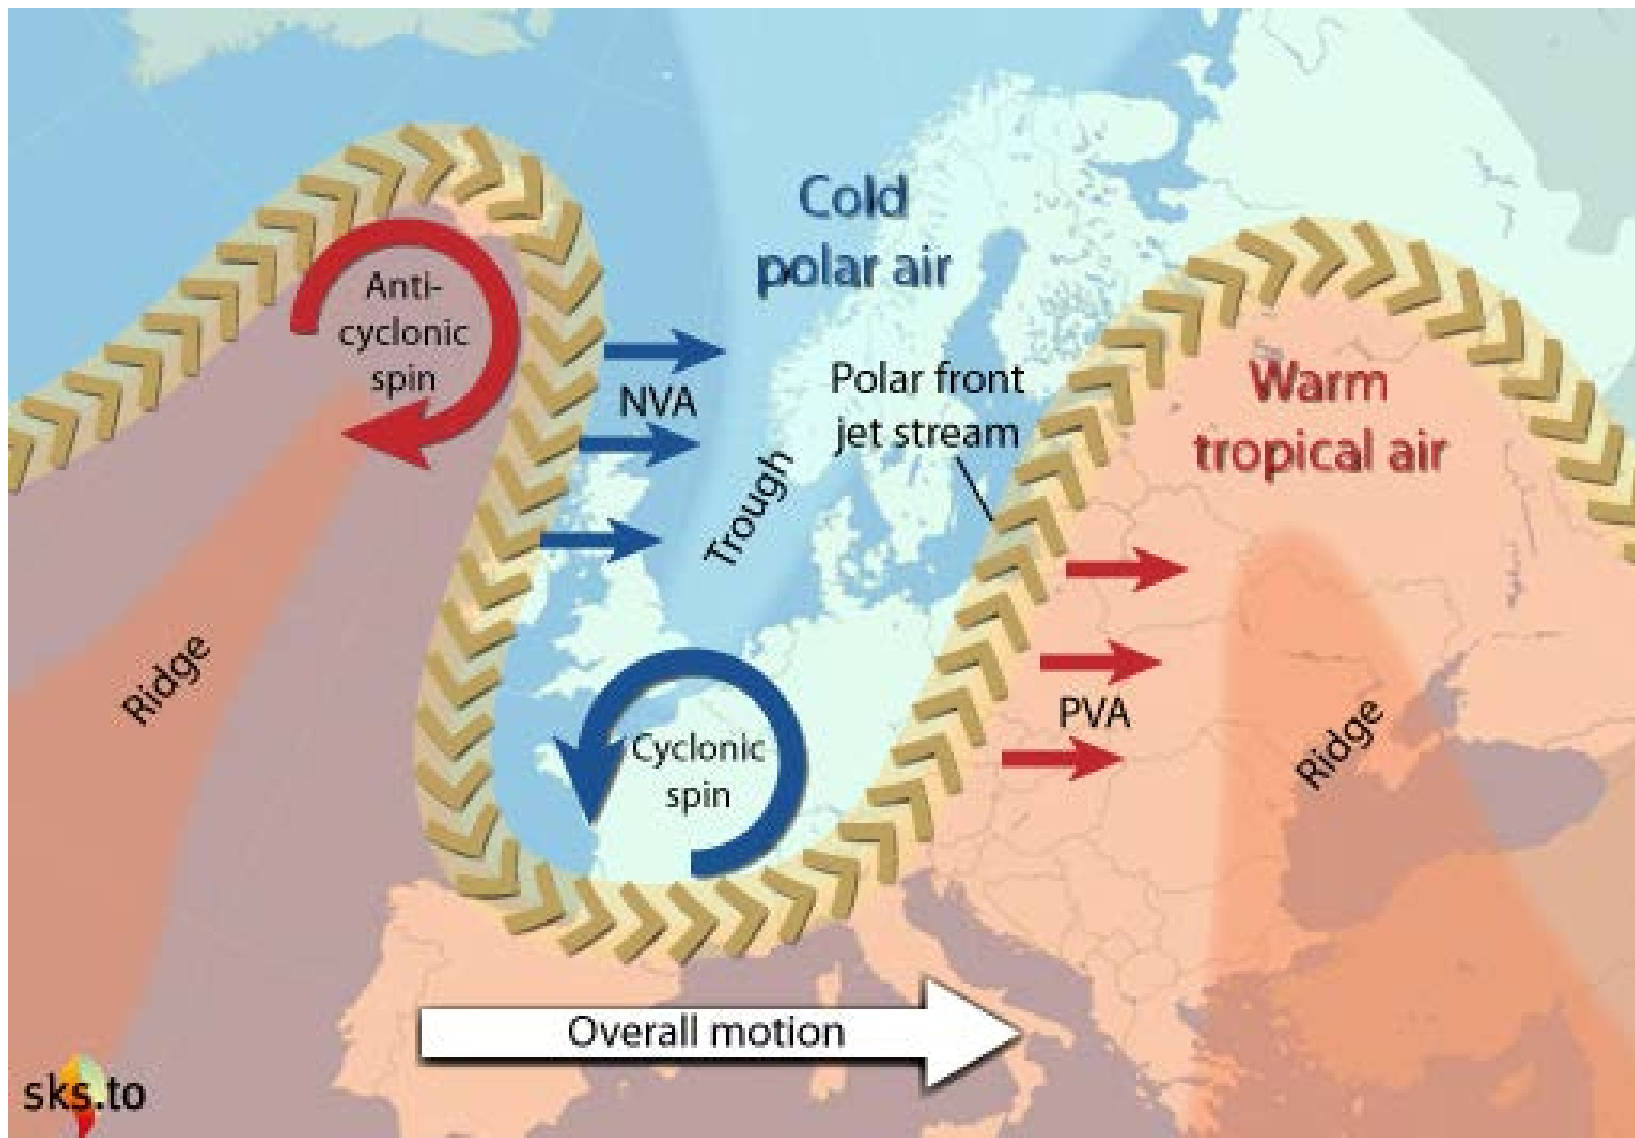 Cold
polar air
Anti-
cyclonic
spin
NVA
Polar front
jet stream
Warm
tropical air
Trough
Ridge
PVA
Ridge
Cyclonic
spin
Overall motion
sks.to